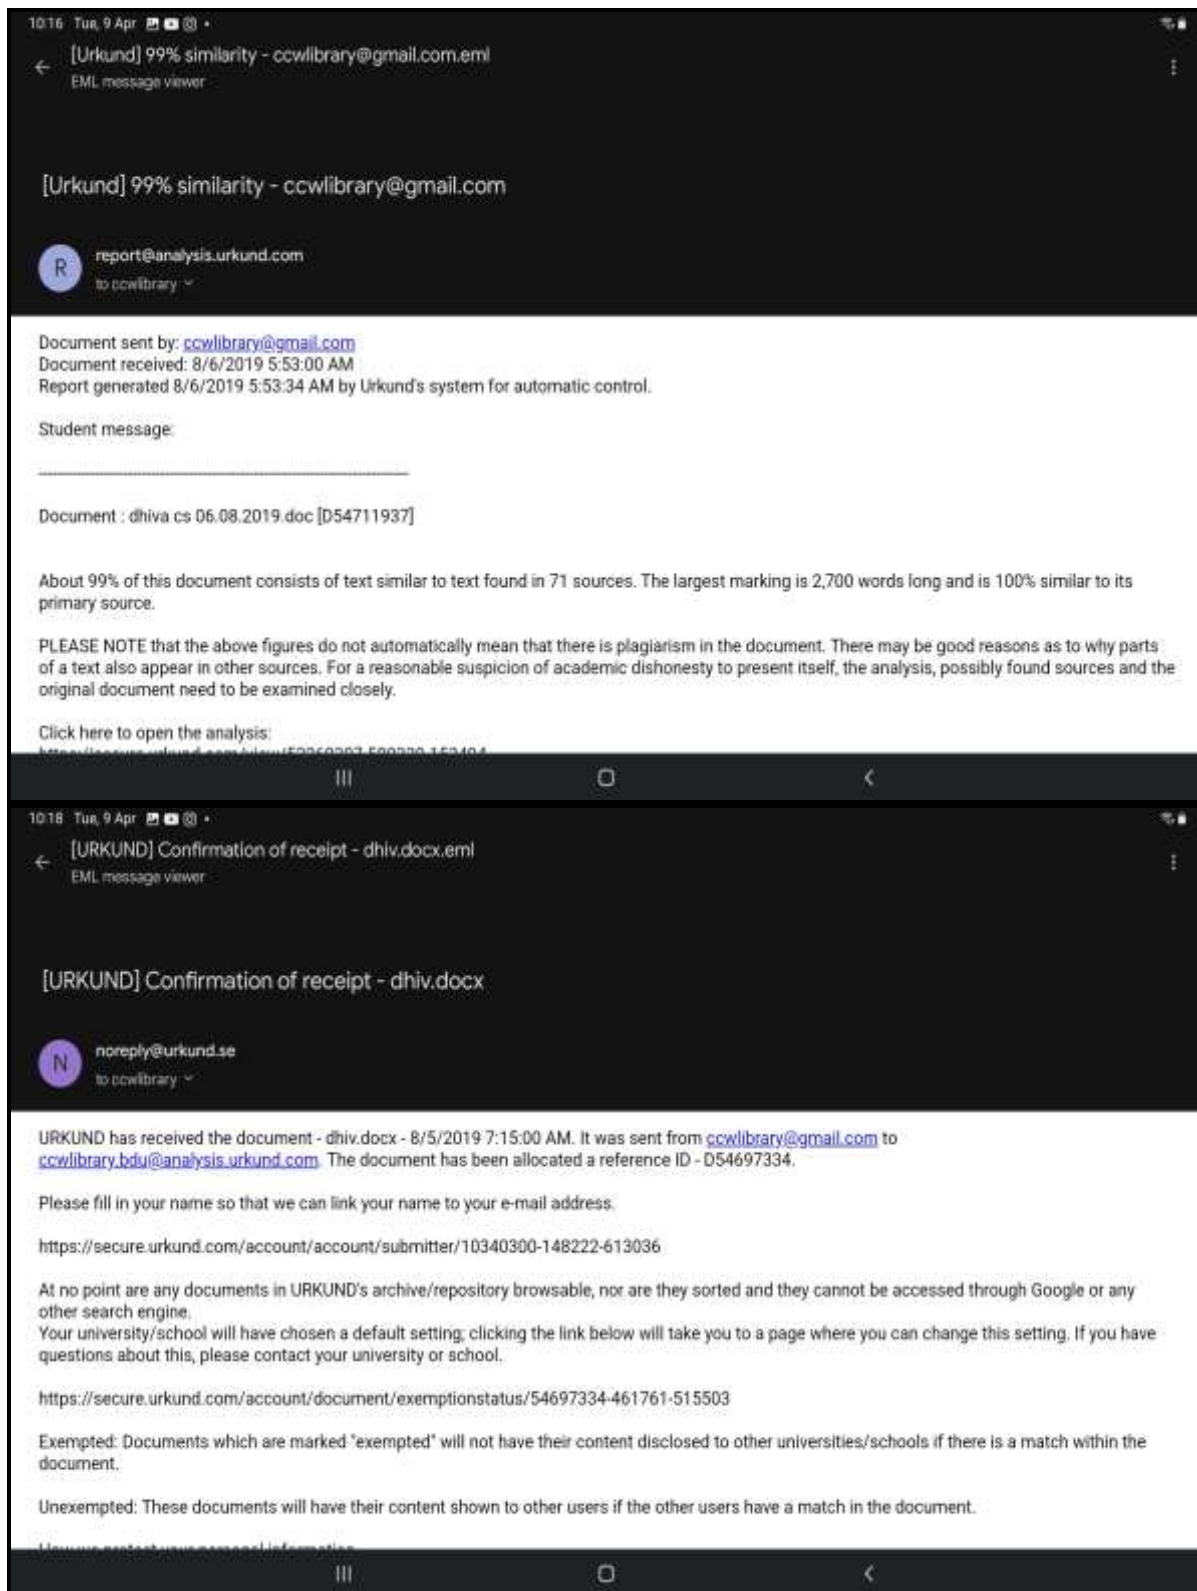 10:16 Tue, 9 Apr
[Urkund] 99% similarity - ccwlibrary@gmail.com.eml
EML message viewer
[Urkund] 99% similarity - ccwlibrary@gmail.com
R
report@analysis.urkund.com
to ccwlibrary
Document sent by: ccwlibrary@gmail.com
Document received: 8/6/2019 5:53:00 AM
Report generated 8/6/2019 5:53:34 AM by Urkund's system for automatic control.
Student message:
Document : dhiva cs 06.08.2019.doc [D54711937]
About 99% of this document consists of text similar to text found in 71 sources. The largest marking is 2,700 words long and is 100% similar to its
primary source.
PLEASE NOTE that the above figures do not automatically mean that there is plagiarism in the document. There may be good reasons as to why parts
of a text also appear in other sources. For a reasonable suspicion of academic dishonesty to present itself, the analysis, possibly found sources and the
original document need to be examined closely.
Click here to open the analysis:
10:18 Tue, 9 Apr
[URKUND] Confirmation of receipt - dhiv.docx.eml
EML message viewer
[URKUND] Confirmation of receipt - dhiv.docx
N
noreply@urkund.se
to ccwlibrary
URKUND has received the document - dhiv.docx - 8/5/2019 7:15:00 AM. It was sent from ccwlibrary@gmail.com to
ccwlibrary.bdu@analysis.urkund.com. The document has been allocated a reference ID - D54697334.
Please fill in your name so that we can link your name to your e-mail address.
https://secure.urkund.com/account/account/submitter/10340300-148222-613036
At no point are any documents in URKUND's archive/repository browsable, nor are they sorted and they cannot be accessed through Google or any
other search engine.
Your university/school will have chosen a default setting; clicking the link below will take you to a page where you can change this setting. If you have
questions about this, please contact your university or school.
https://secure.urkund.com/account/document/exemptionstatus/54697334-461761-515503
Exempted: Documents which are marked "exempted" will not have their content disclosed to other universities/schools if there is a match within the
document.
Unexempted: These documents will have their content shown to other users if the other users have a match in the document.